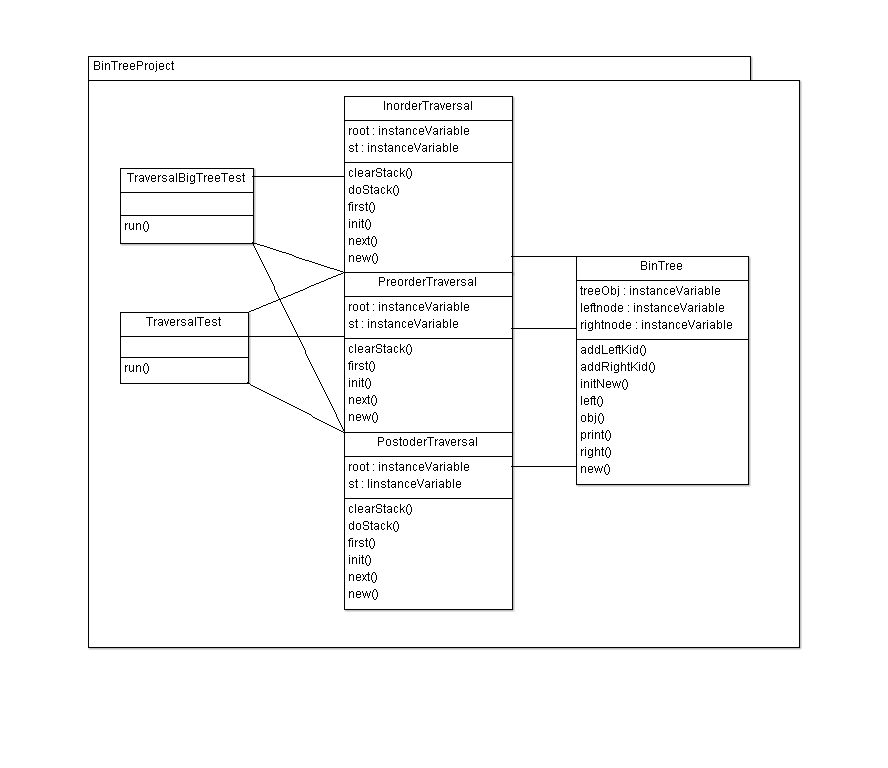 BinTreeProject
InorderTraversal
root : instanceVariable
st : instanceVariable
clearStack()
doStack()
first()
init()
next()
new()
TraversalBigTreeTest
run()
PreorderTraversal
root : instanceVariable
st : instanceVariable
clearStack()
first()
init()
next()
new()
TraversalTest
run()
PostoderTraversal
root : instanceVariable
st : linstanceVariable
clearStack()
doStack()
first()
init()
next()
new()
BinTree
treeObj : instanceVariable
leftnode : instanceVariable
rightnode : instanceVariable
addLeftKid()
addRightKid()
initNew()
left()
obj()
print()
right()
new()